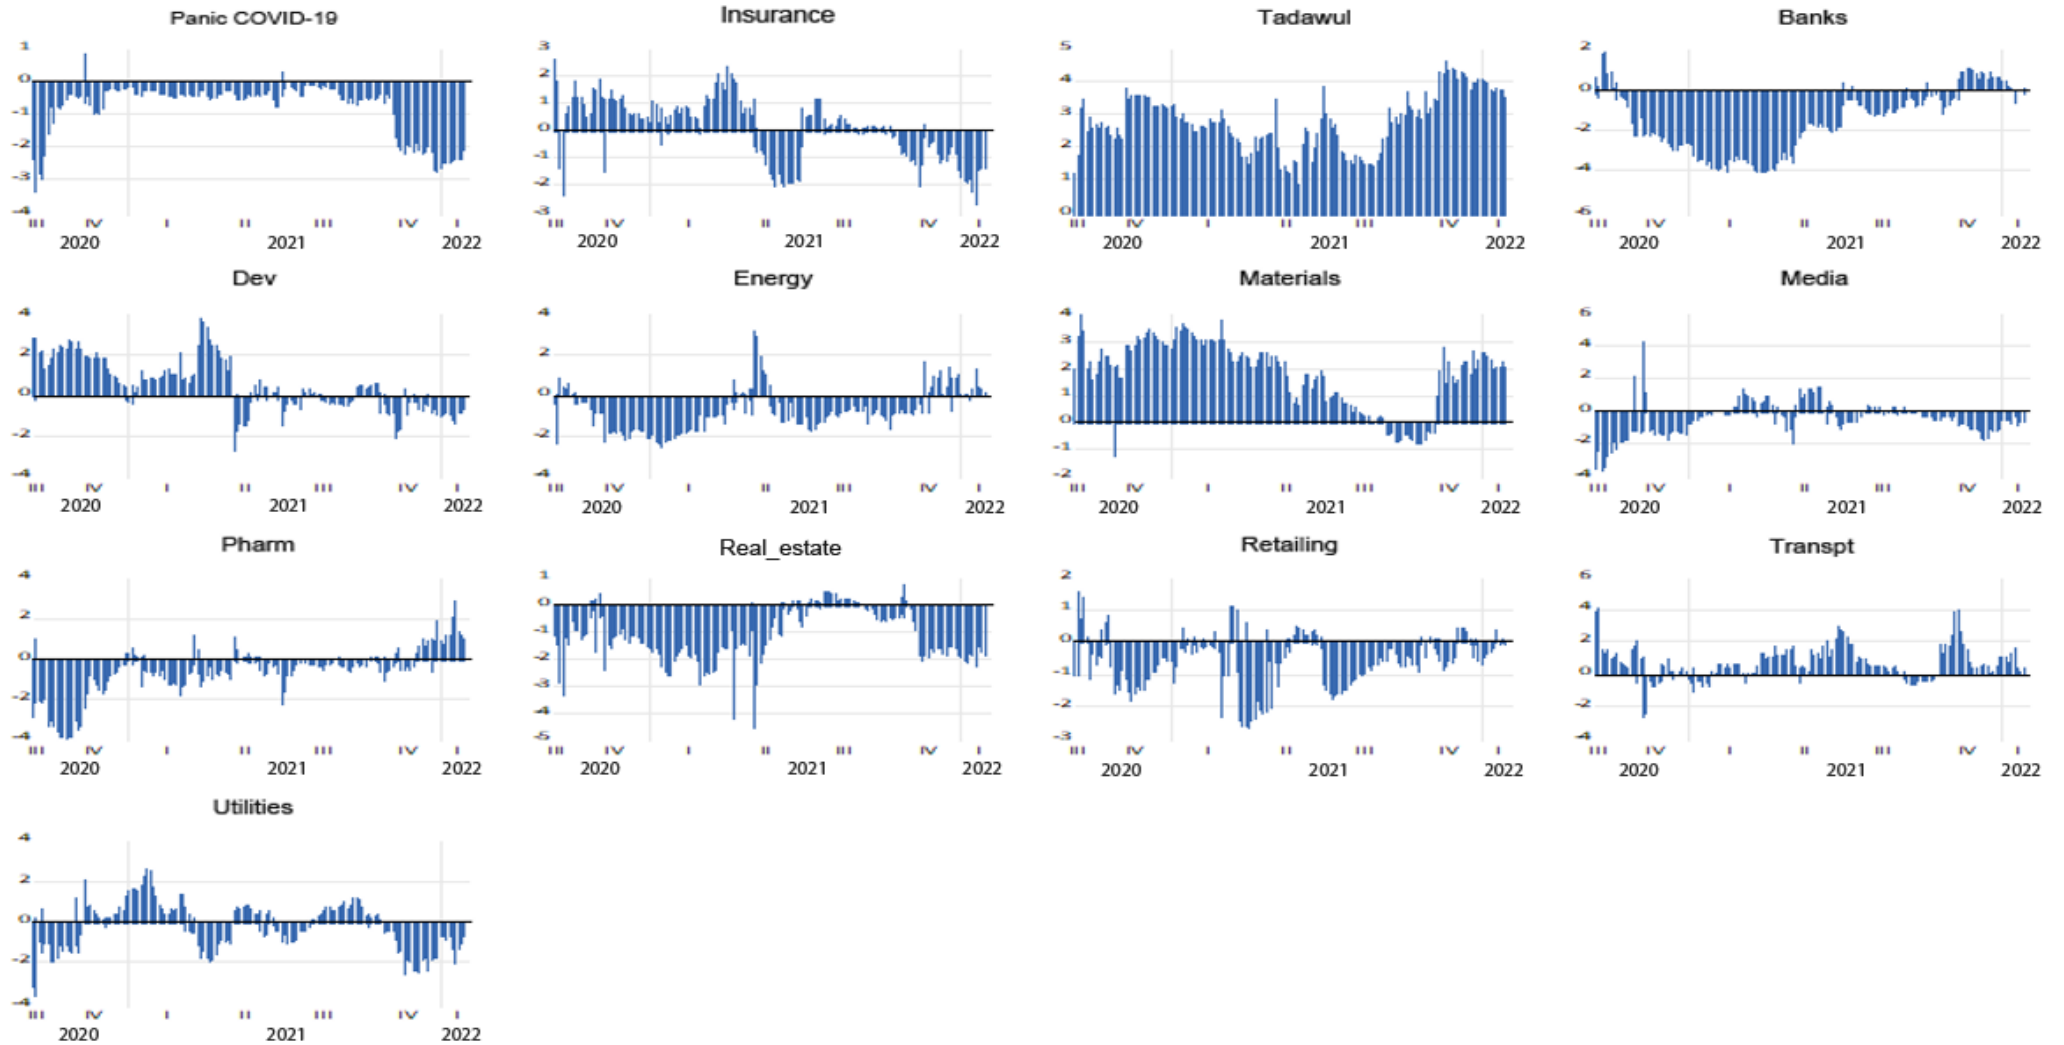 Panic COVID-19
1
0
-1
-2
-3
-4
III IV I II III IV I
2020 2021 2022
Insurance
3
2
1
0
-1
-2
-3
III IV I II III IV I
2020 2021 2022
Tadawul
5
4
3
2
1
0
III IV I II III IV I
2020 2021 2022
Banks
2
0
-2
-4
-6
III IV I II III IV I
2020 2021 2022
Dev
4
2
0
-2
-4
III IV I II III IV I
2020 2021 2022
Energy
4
2
0
-2
-4
III IV I II III IV I
2020 2021 2022
Materials
4
3
2
1
0
-1
-2
III IV I II III IV I
2020 2021 2022
Media
6
4
2
0
-2
-4
III IV I II III IV I
2020 2021 2022
Pharm
4
2
0
-2
-4
III IV I II III IV I
2020 2021 2022
Real_estate
1
0
-1
-2
-3
-4
-5
III IV I II III IV I
2020 2021 2022
Retailing
2
1
0
-1
-2
-3
III IV I II III IV I
2020 2021 2022
Transpt
6
4
2
0
-2
-4
III IV I II III IV I
2020 2021 2022
Utilities
4
2
0
-2
-4
III IV I II III IV I
2020 2021 2022